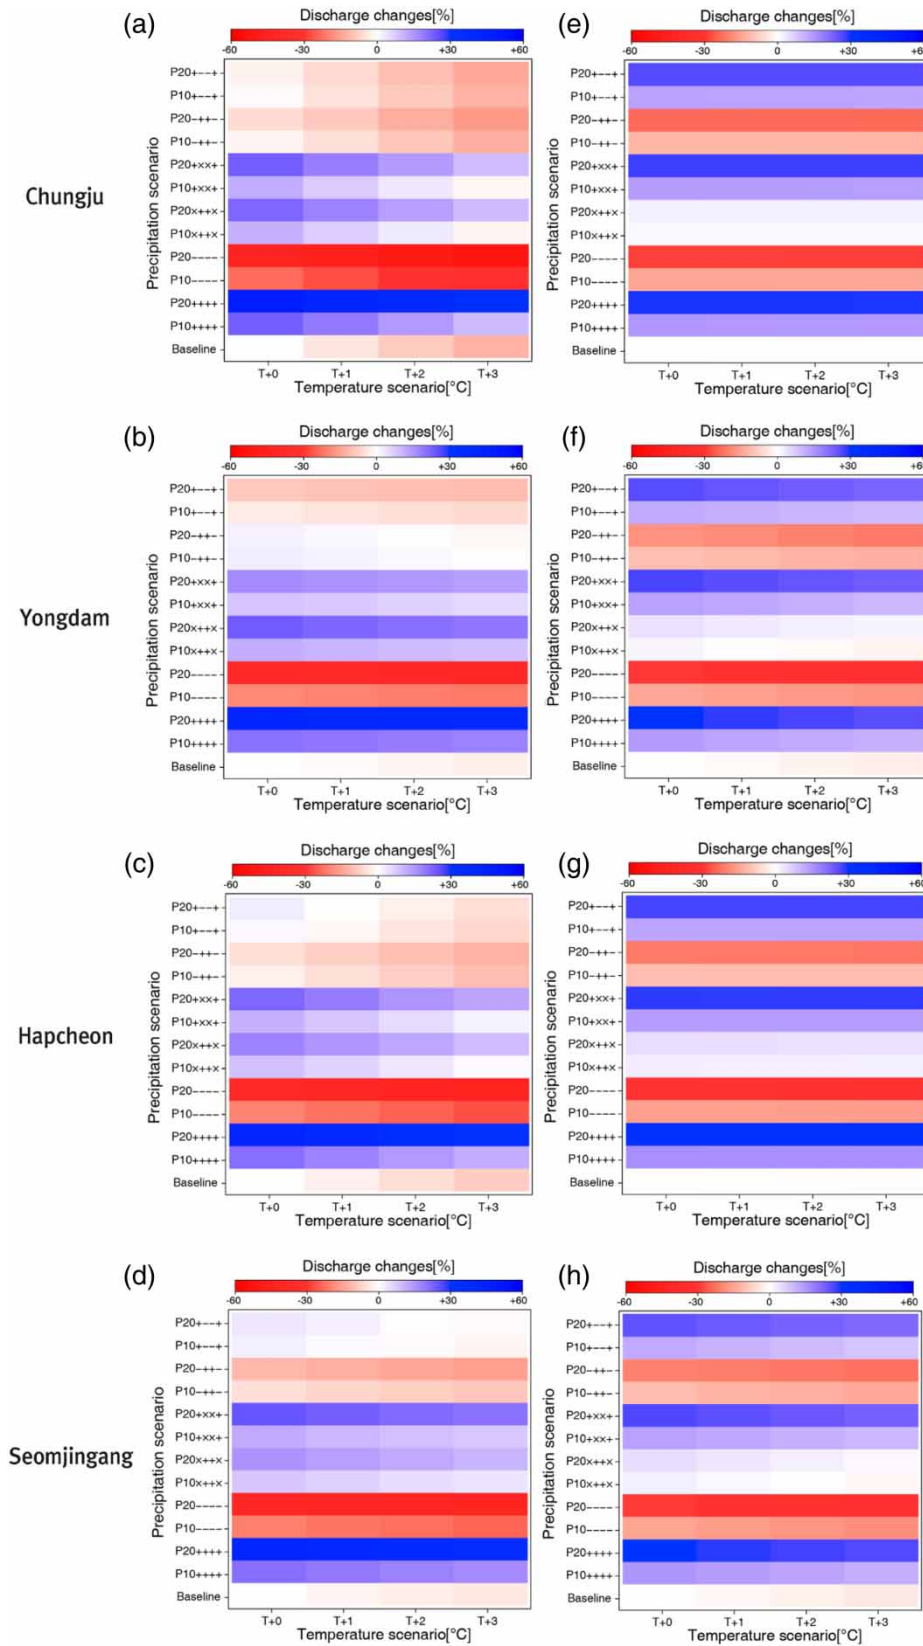 Chungju
(a)
Discharge changes[%]
-60 -30 0 +30 +60
Precipitation scenario
P20+−−+
P10+−−+
P20−++−
P10−++−
P20+××+
P10+××+
P20×++×
P10×++×
P20−−−−
P10−−−−
P20++++
P10++++
Baseline
T+0 T+1 T+2 T+3
Temperature scenario[°C]
(e)
Discharge changes[%]
-60 -30 0 +30 +60
Precipitation scenario
P20+−−+
P10+−−+
P20−++−
P10−++−
P20+××+
P10+××+
P20×++×
P10×++×
P20−−−−
P10−−−−
P20++++
P10++++
Baseline
T+0 T+1 T+2 T+3
Temperature scenario[°C]
Yongdam
(b)
Discharge changes[%]
-60 -30 0 +30 +60
Precipitation scenario
P20+−−+
P10+−−+
P20−++−
P10−++−
P20+××+
P10+××+
P20×++×
P10×++×
P20−−−−
P10−−−−
P20++++
P10++++
Baseline
T+0 T+1 T+2 T+3
Temperature scenario[°C]
(f)
Discharge changes[%]
-60 -30 0 +30 +60
Precipitation scenario
P20+−−+
P10+−−+
P20−++−
P10−++−
P20+××+
P10+××+
P20×++×
P10×++×
P20−−−−
P10−−−−
P20++++
P10++++
Baseline
T+0 T+1 T+2 T+3
Temperature scenario[°C]
Hapcheon
(c)
Discharge changes[%]
-60 -30 0 +30 +60
Precipitation scenario
P20+−−+
P10+−−+
P20−++−
P10−++−
P20+××+
P10+××+
P20×++×
P10×++×
P20−−−−
P10−−−−
P20++++
P10++++
Baseline
T+0 T+1 T+2 T+3
Temperature scenario[°C]
(g)
Discharge changes[%]
-60 -30 0 +30 +60
Precipitation scenario
P20+−−+
P10+−−+
P20−++−
P10−++−
P20+××+
P10+××+
P20×++×
P10×++×
P20−−−−
P10−−−−
P20++++
P10++++
Baseline
T+0 T+1 T+2 T+3
Temperature scenario[°C]
Seomjingang
(d)
Discharge changes[%]
-60 -30 0 +30 +60
Precipitation scenario
P20+−−+
P10+−−+
P20−++−
P10−++−
P20+××+
P10+××+
P20×++×
P10×++×
P20−−−−
P10−−−−
P20++++
P10++++
Baseline
T+0 T+1 T+2 T+3
Temperature scenario[°C]
(h)
Discharge changes[%]
-60 -30 0 +30 +60
Precipitation scenario
P20+−−+
P10+−−+
P20−++−
P10−++−
P20+××+
P10+××+
P20×++×
P10×++×
P20−−−−
P10−−−−
P20++++
P10++++
Baseline
T+0 T+1 T+2 T+3
Temperature scenario[°C]